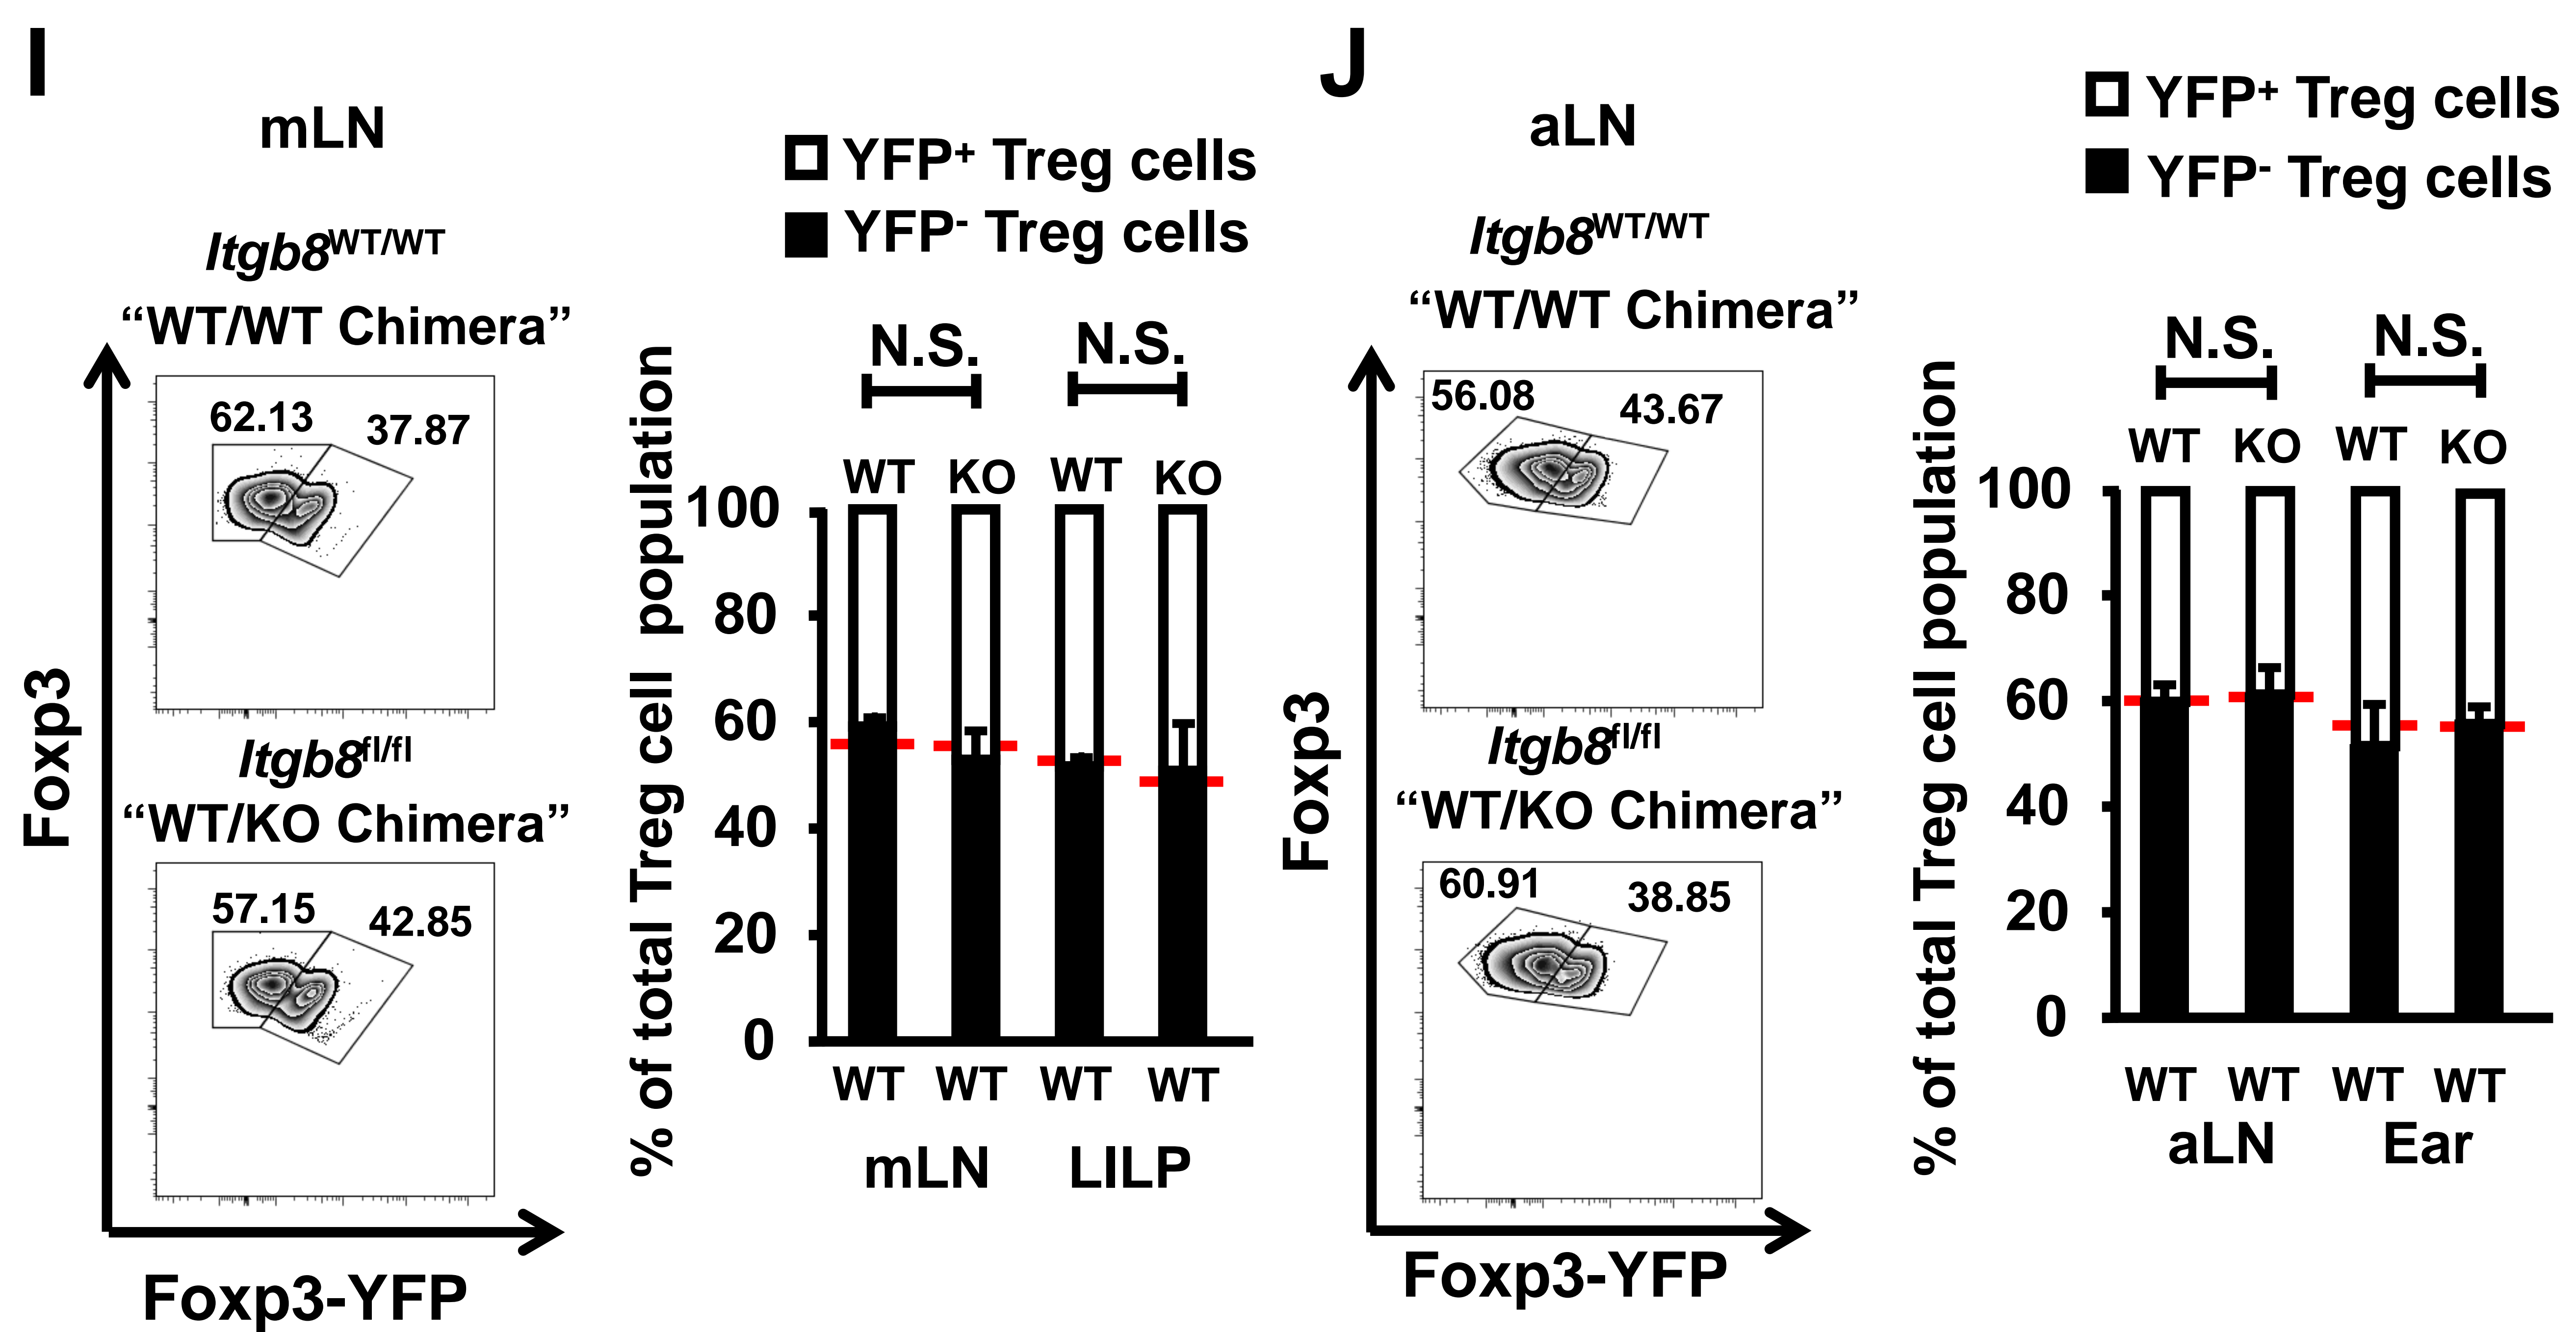 I
mLN
YFP+ Treg cells
YFP- Treg cells
Itgb8WT/WT
“WT/WT Chimera”
62.13
37.87
Itgb8fl/fl
“WT/KO Chimera”
57.15
42.85
Foxp3
Foxp3-YFP
N.S.
N.S.
WT KO WT KO
% of total Treg cell population
100
80
60
40
20
0
WT WT WT WT
mLN LILP
J
aLN
YFP+ Treg cells
YFP- Treg cells
Itgb8WT/WT
“WT/WT Chimera”
56.08
43.67
Itgb8fl/fl
“WT/KO Chimera”
60.91
38.85
Foxp3
Foxp3-YFP
N.S.
N.S.
WT KO WT KO
% of total Treg cell population
100
80
60
40
20
0
WT WT WT WT
aLN Ear